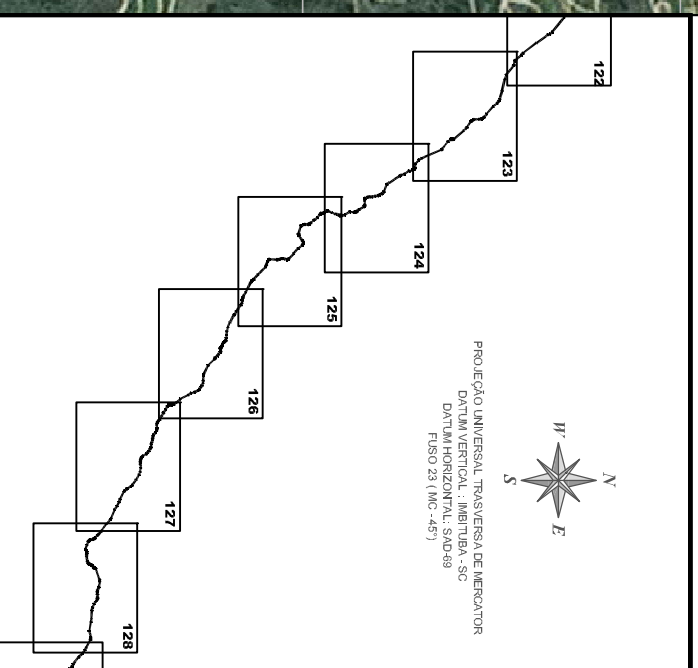 122
123
124
125
126
127
128
N
W
E
S
PROJEÇÃO UNIVERSAL TRASVERSA DE MERCATOR
DATUM VERTICAL : IMBITUBA - SC
DATUM HORIZONTAL: SAD-69
FUSO 23 ( MC - 45°)